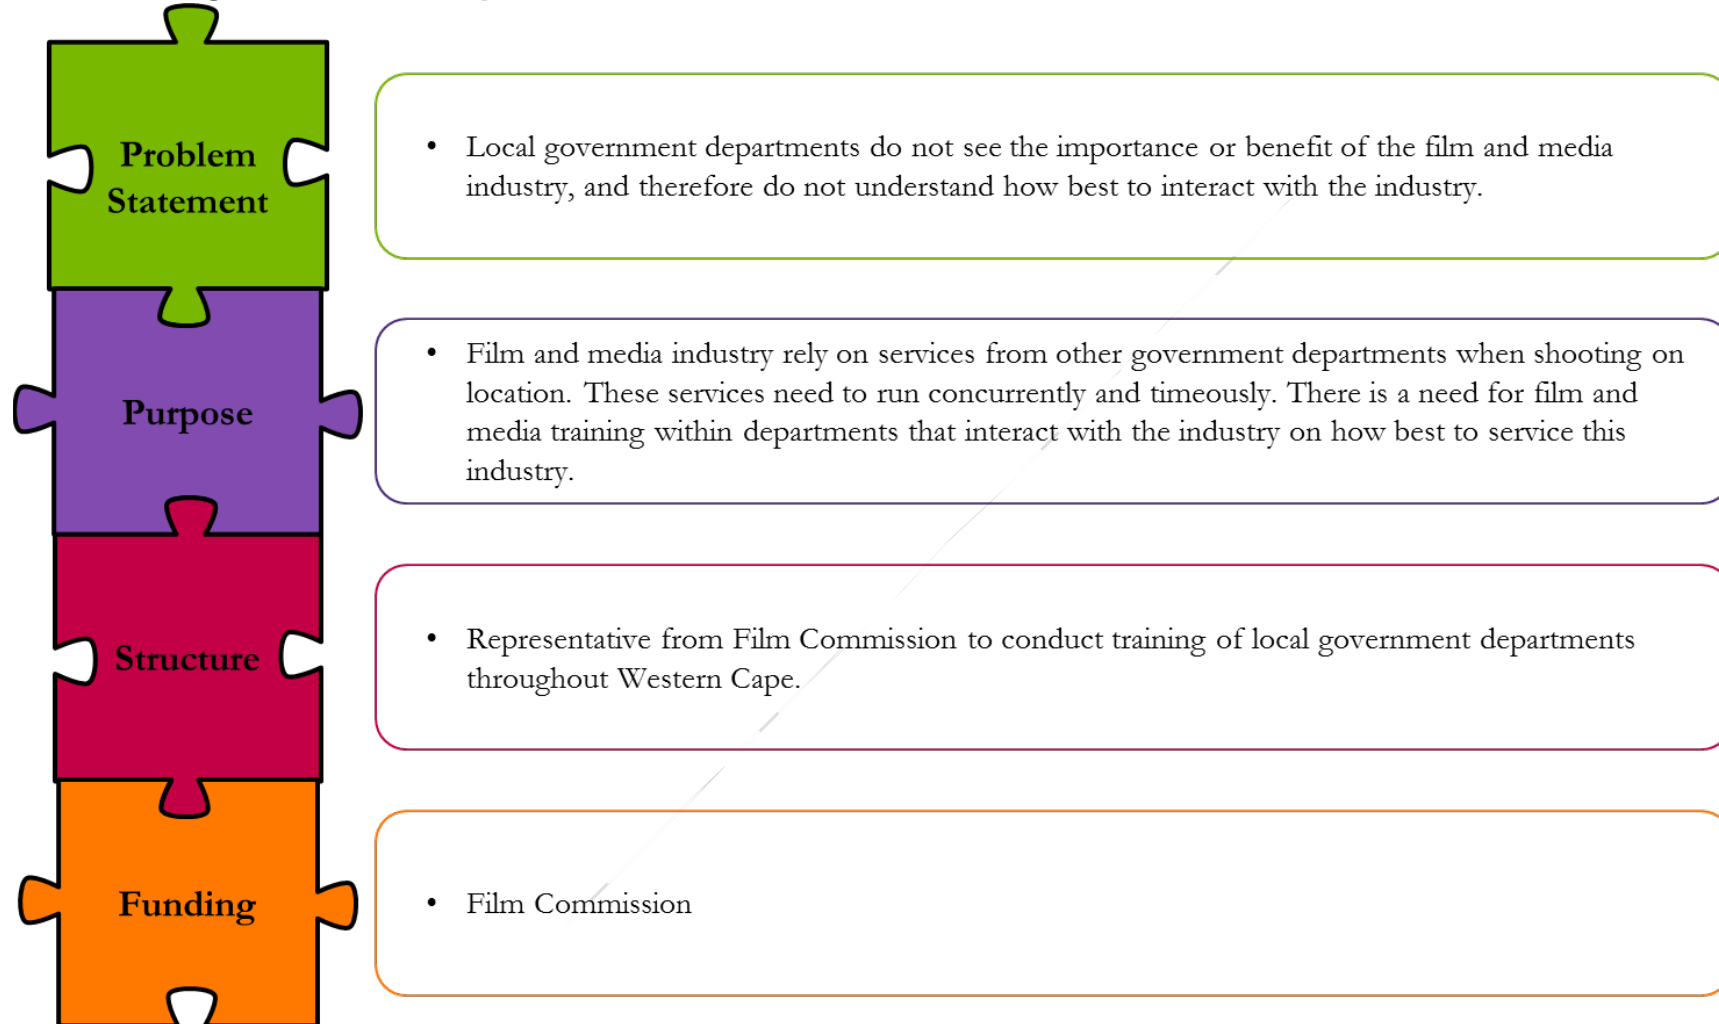 Problem
Statement
• Local government departments do not see the importance or benefit of the film and media
industry, and therefore do not understand how best to interact with the industry.
Purpose
• Film and media industry rely on services from other government departments when shooting on
location. These services need to run concurrently and timeously. There is a need for film and
media training within departments that interact with the industry on how best to service this
industry.
Structure
• Representative from Film Commission to conduct training of local government departments
throughout Western Cape.
Funding
• Film Commission